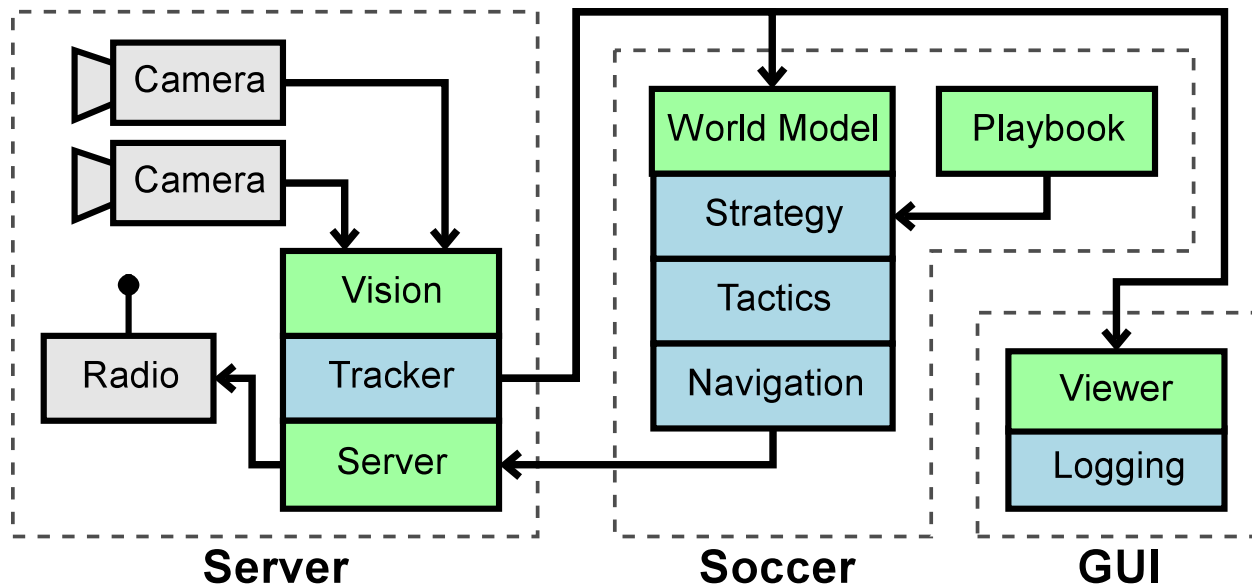 Camera
Camera
Vision
Tracker
Server
Radio
Server
World Model
Strategy
Tactics
Navigation
Playbook
Soccer
Viewer
Logging
GUI